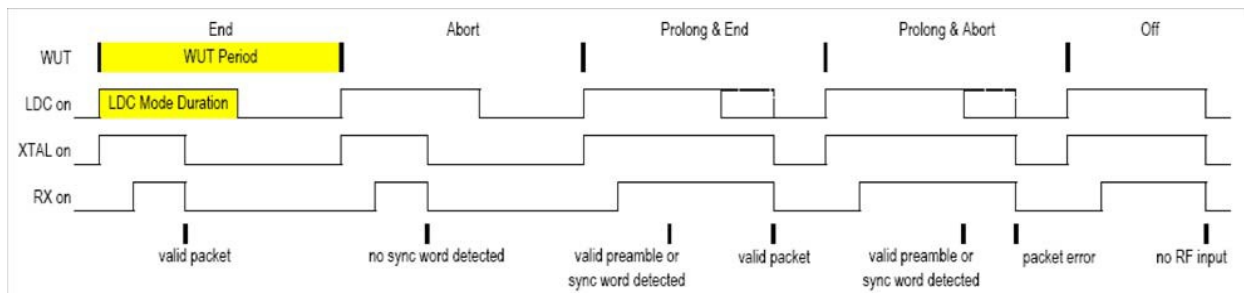 End Abort Prolong & End Prolong & Abort Off
WUT WUT Period
LDC on LDC Mode Duration
XTAL on
RX on
valid packet no sync word detected valid preamble or valid packet valid preamble or packet error no RF input
sync word detected sync word detected